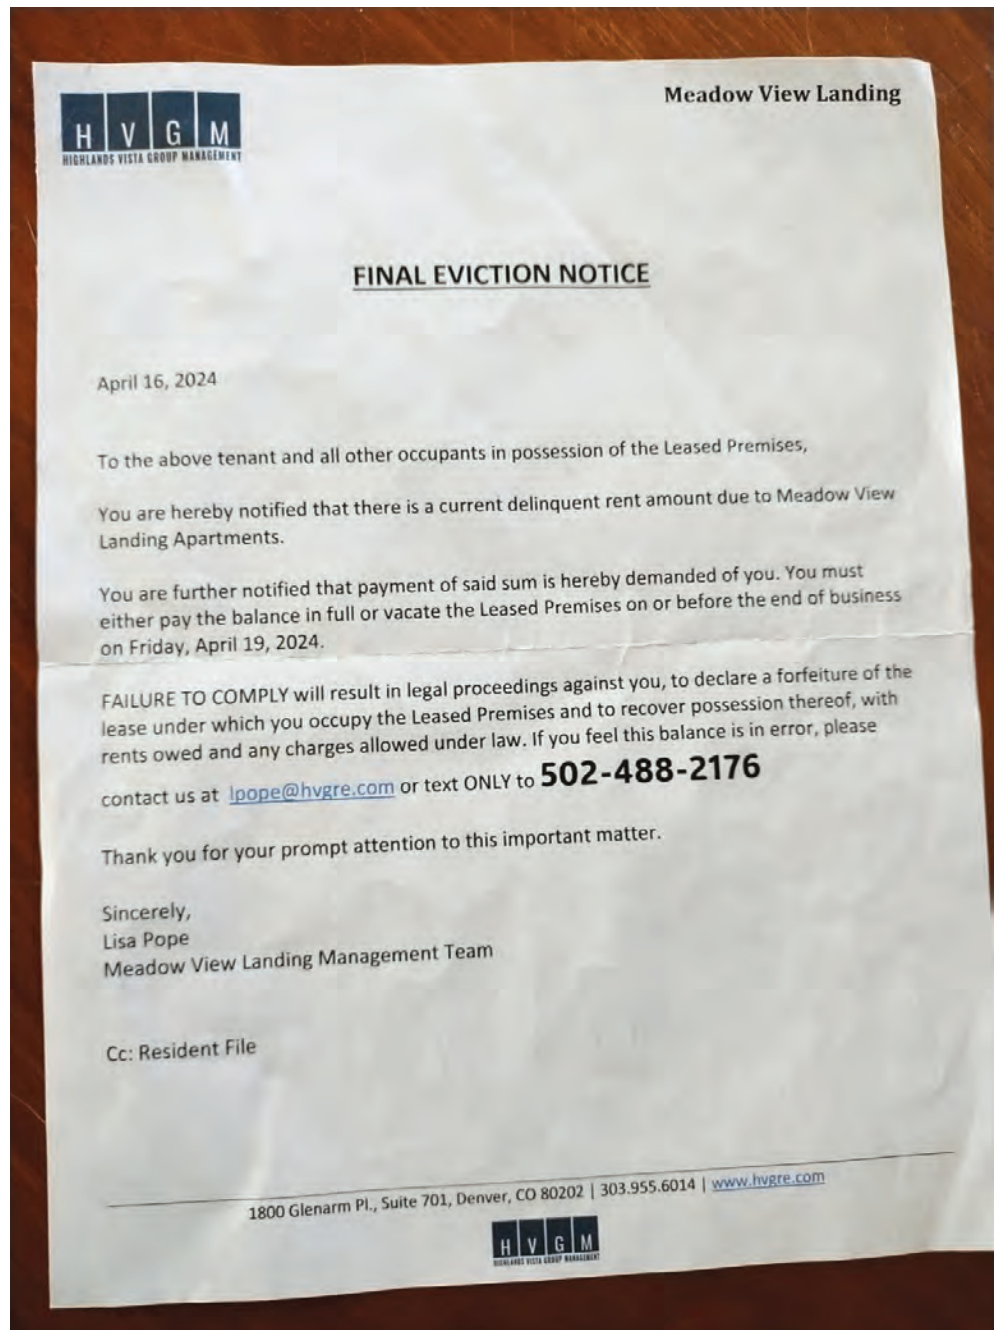 H V G M
HIGHLANDS VISTA GROUP MANAGEMENT
Meadow View Landing
FINAL EVICTION NOTICE
April 16, 2024
To the above tenant and all other occupants in possession of the Leased Premises,
You are hereby notified that there is a current delinquent rent amount due to Meadow View
Landing Apartments.
You are further notified that payment of said sum is hereby demanded of you. You must
either pay the balance in full or vacate the Leased Premises on or before the end of business
on Friday, April 19, 2024.
FAILURE TO COMPLY will result in legal proceedings against you, to declare a forfeiture of the
lease under which you occupy the Leased Premises and to recover possession thereof, with
rents owed and any charges allowed under law. If you feel this balance is in error, please
contact us at lpope@hvgre.com or text ONLY to 502-488-2176
Thank you for your prompt attention to this important matter.
Sincerely,
Lisa Pope
Meadow View Landing Management Team
Cc: Resident File
1800 Glenarm Pl., Suite 701, Denver, CO 80202 | 303.955.6014 | www.hvgre.com
H V G M
HIGHLANDS VISTA GROUP MANAGEMENT